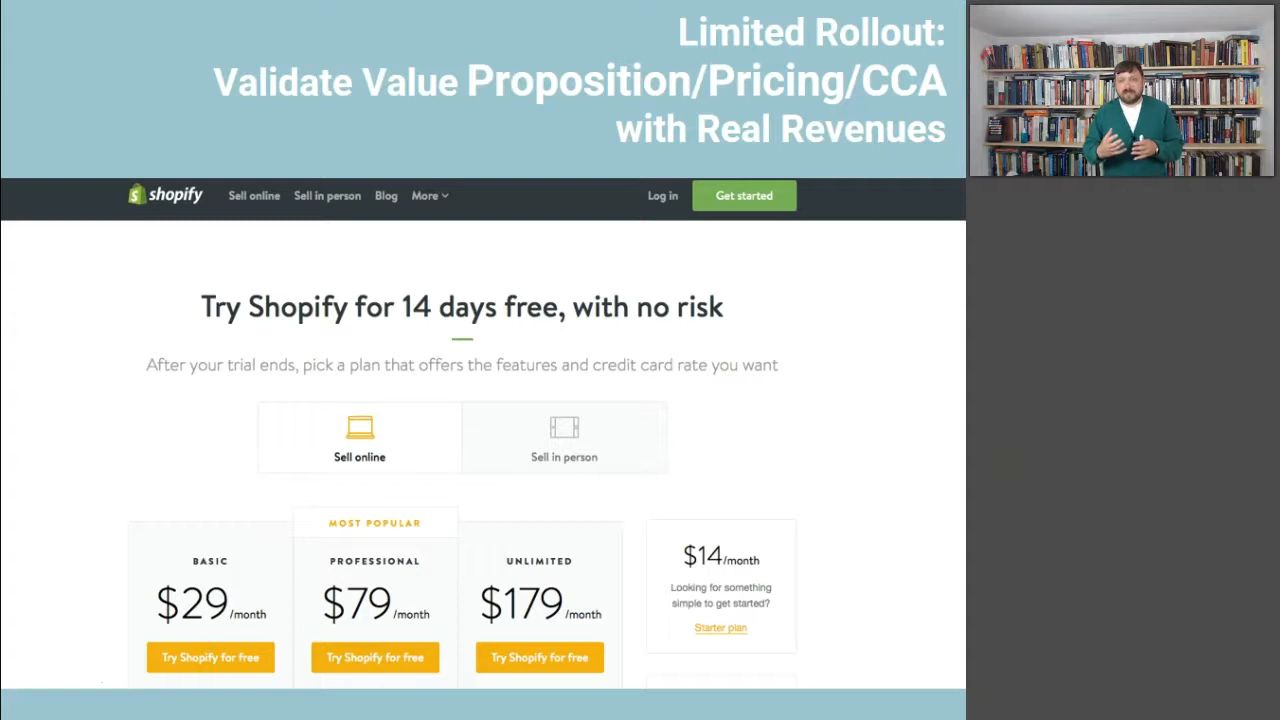 Limited Rollout:
Validate Value Proposition/Pricing/CCA
with Real Revenues
shopify Sell online Sell in person Blog More Log in Get started
Try Shopify for 14 days free, with no risk
After your trial ends, pick a plan that offers the features and credit card rate you want
Sell online Sell in person
MOST POPULAR
BASIC PROFESSIONAL UNLIMITED
$29/month $79/month $179/month
Try Shopify for free Try Shopify for free Try Shopify for free
$14/month
Looking for something
simple to get started?
Starter plan